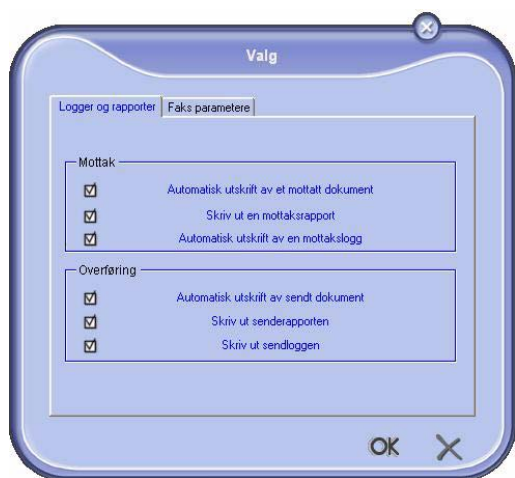 Valg
Logger og rapporter Faks parametere
Mottak
Automatisk utskrift av et mottatt dokument
Skriv ut en mottaksrapport
Automatisk utskrift av en mottakslogg
Overføring
Automatisk utskrift av sendt dokument
Skriv ut senderapporten
Skriv ut sendloggen
OK